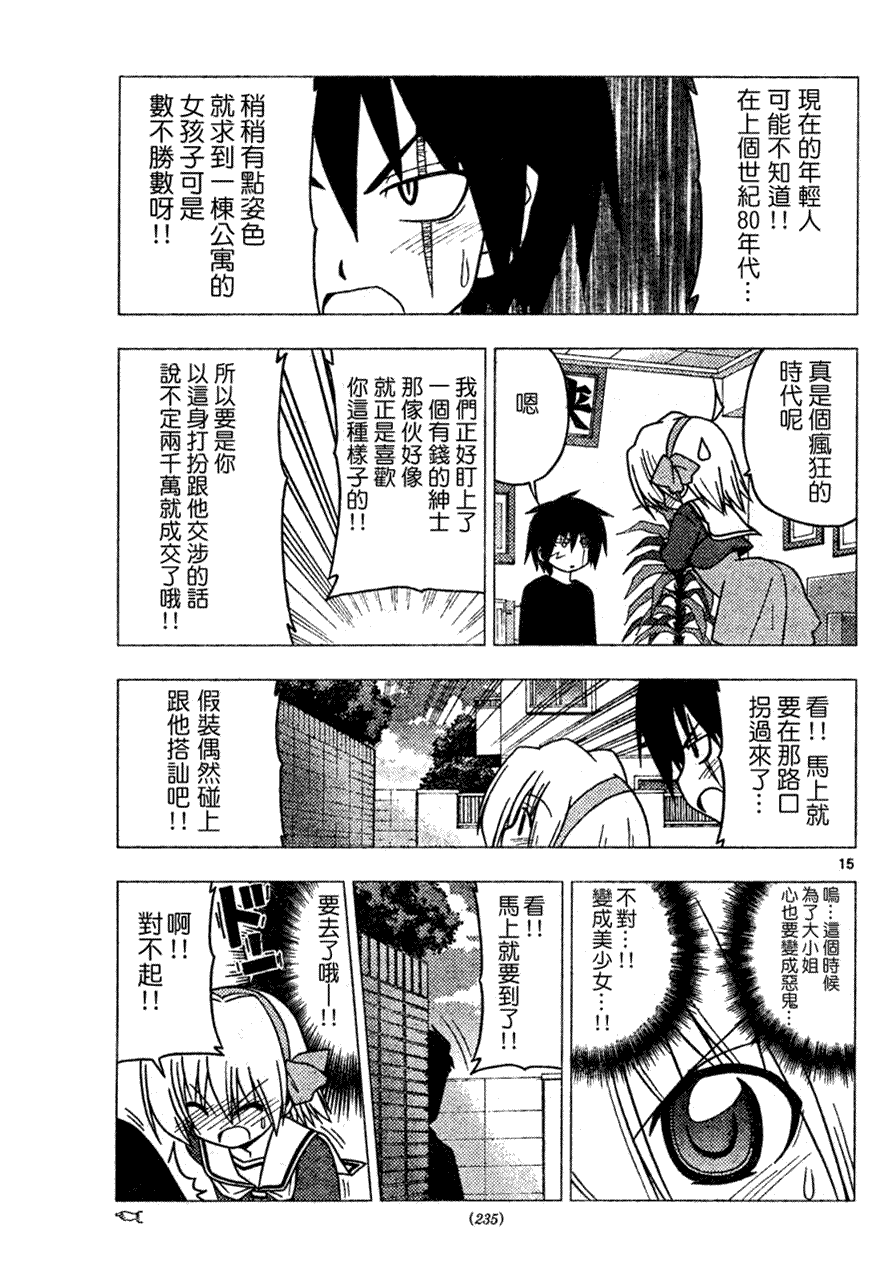 現在的年輕人
可能不知道!!
在上個世紀80年代…
稍稍有點姿色
就求到一棟公寓的
女孩子可是
數不勝數呀!!
真是個瘋狂的
時代呢
来
嗯
我們正好盯上了
一個有錢的紳士
那傢伙好像
就正是喜歡
你這種樣子的!!
所以要是你
以這身打扮跟他交涉的話
說不定兩千萬就成交了哦!!
看!! 馬上就
要在那路口
拐過來了…
假裝偶然碰上
跟他搭訕吧!!
15
嗚…這個時候
為了大小姐
心也要變成惡鬼…
不對…!!
變成美少女…!!
看!!
馬上就要到了!!
要去了哦—!!
ドン
啊!!
對不起!!
(235)